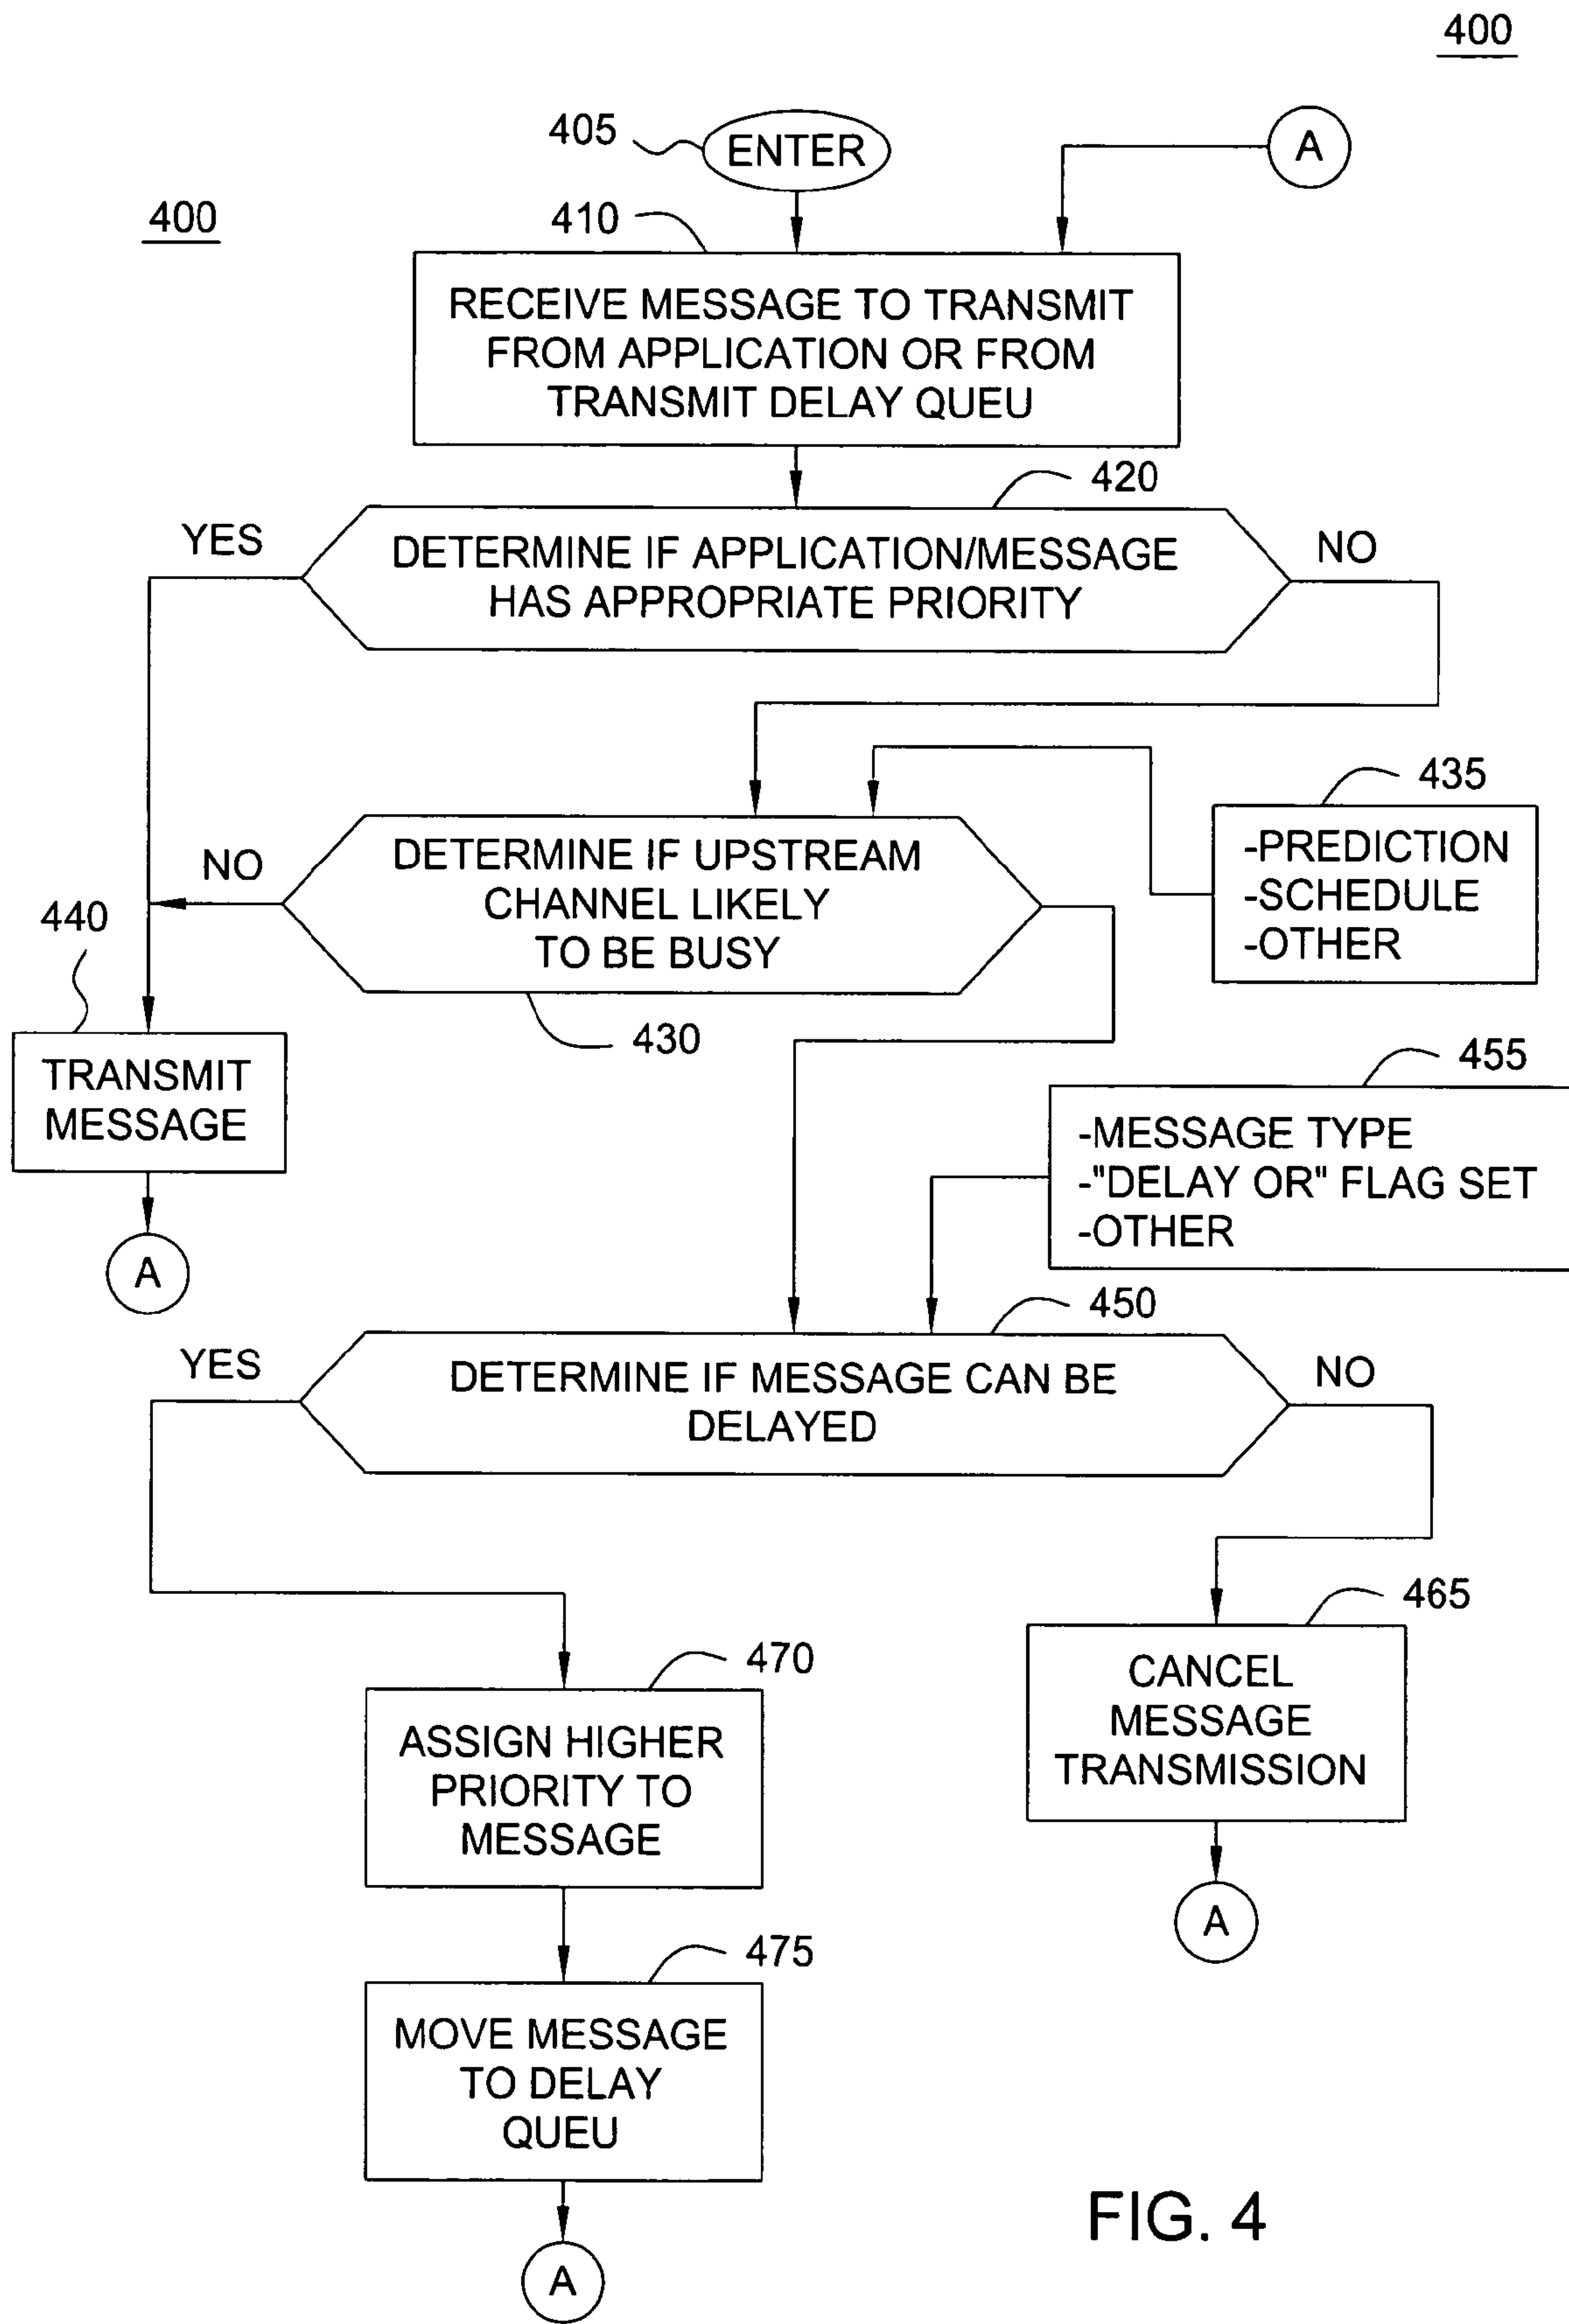 400
405
ENTER
A
400
410
RECEIVE MESSAGE TO TRANSMIT
FROM APPLICATION OR FROM
TRANSMIT DELAY QUEU
420
YES
DETERMINE IF APPLICATION/MESSAGE
HAS APPROPRIATE PRIORITY
NO
435
-PREDICTION
-SCHEDULE
-OTHER
NO
DETERMINE IF UPSTREAM
CHANNEL LIKELY
TO BE BUSY
430
440
TRANSMIT
MESSAGE
A
455
-MESSAGE TYPE
-"DELAY OR" FLAG SET
-OTHER
450
YES
DETERMINE IF MESSAGE CAN BE
DELAYED
NO
465
CANCEL
MESSAGE
TRANSMISSION
A
470
ASSIGN HIGHER
PRIORITY TO
MESSAGE
475
MOVE MESSAGE
TO DELAY
QUEU
A
FIG. 4